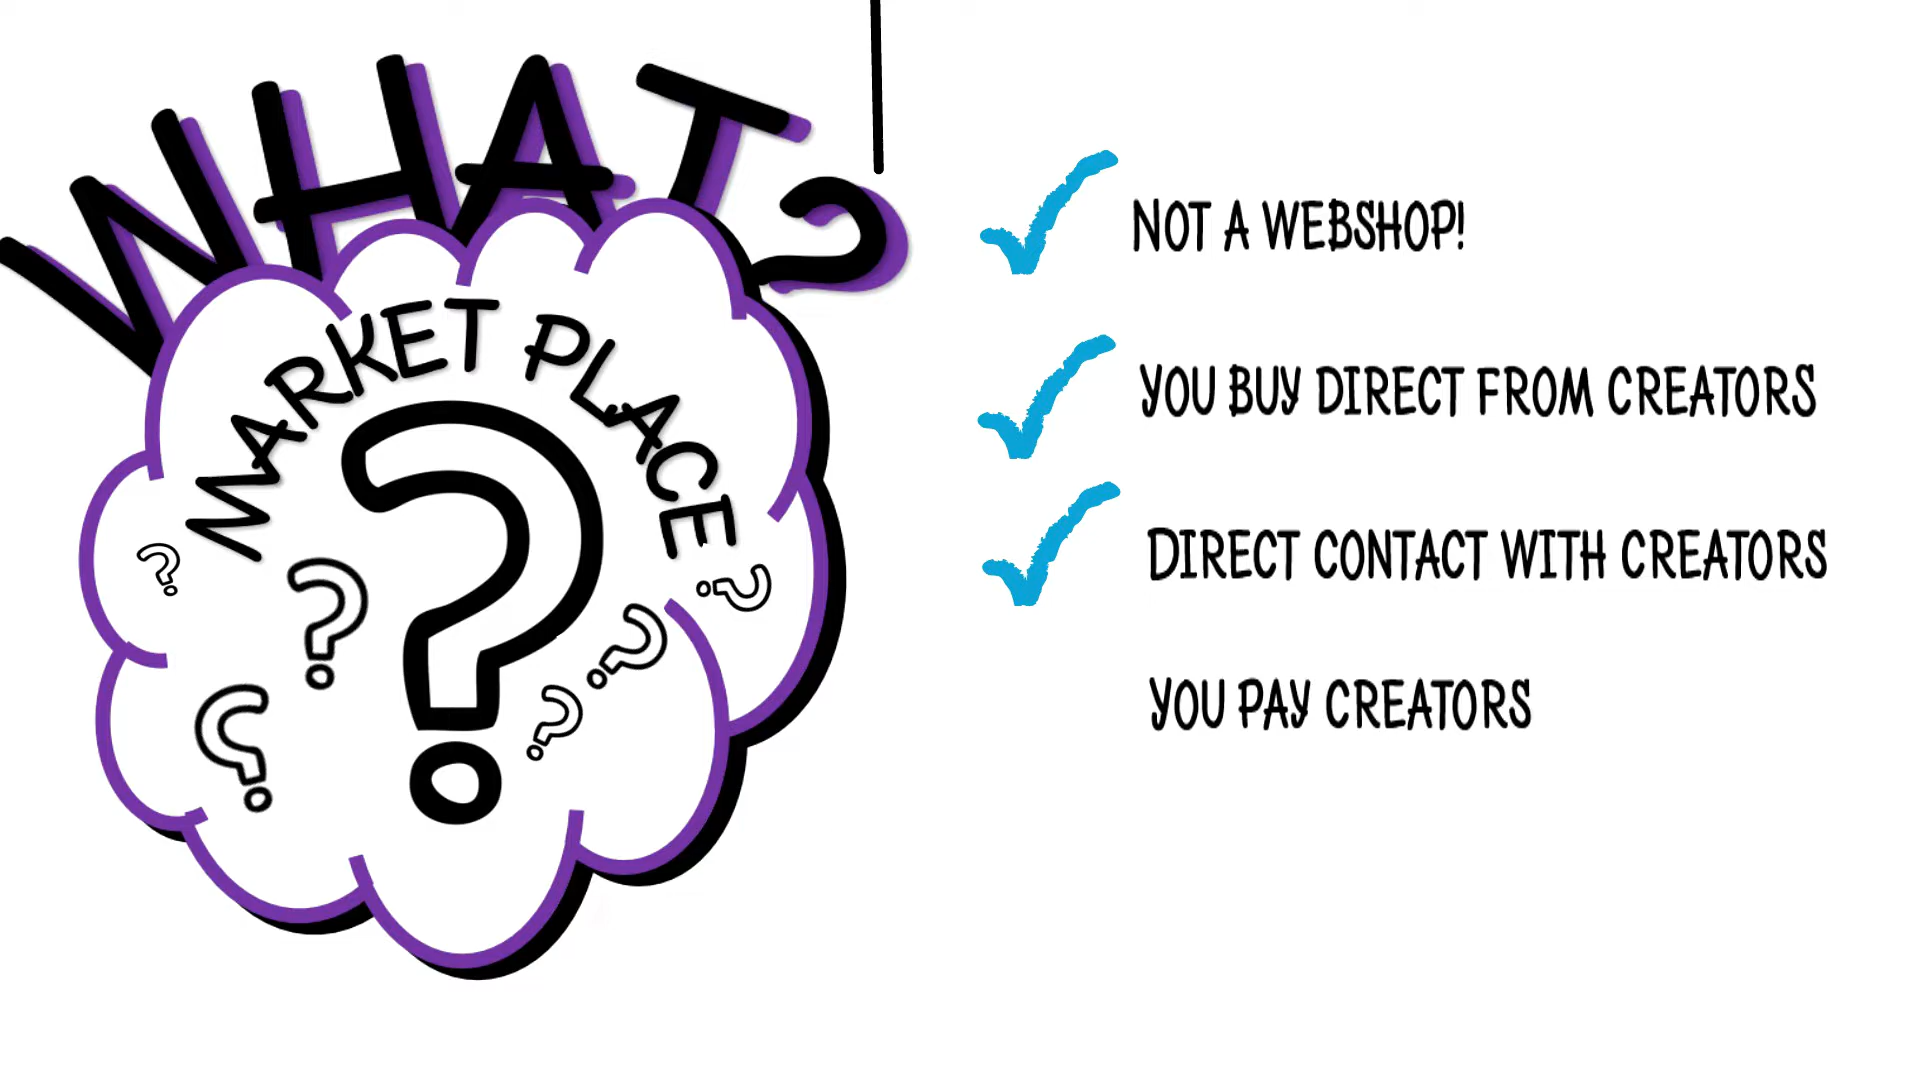 WHAT?
MARKET PLACE
?
?
?
?
?
?
?
NOT A WEBSHOP!
YOU BUY DIRECT FROM CREATORS
DIRECT CONTACT WITH CREATORS
YOU PAY CREATORS